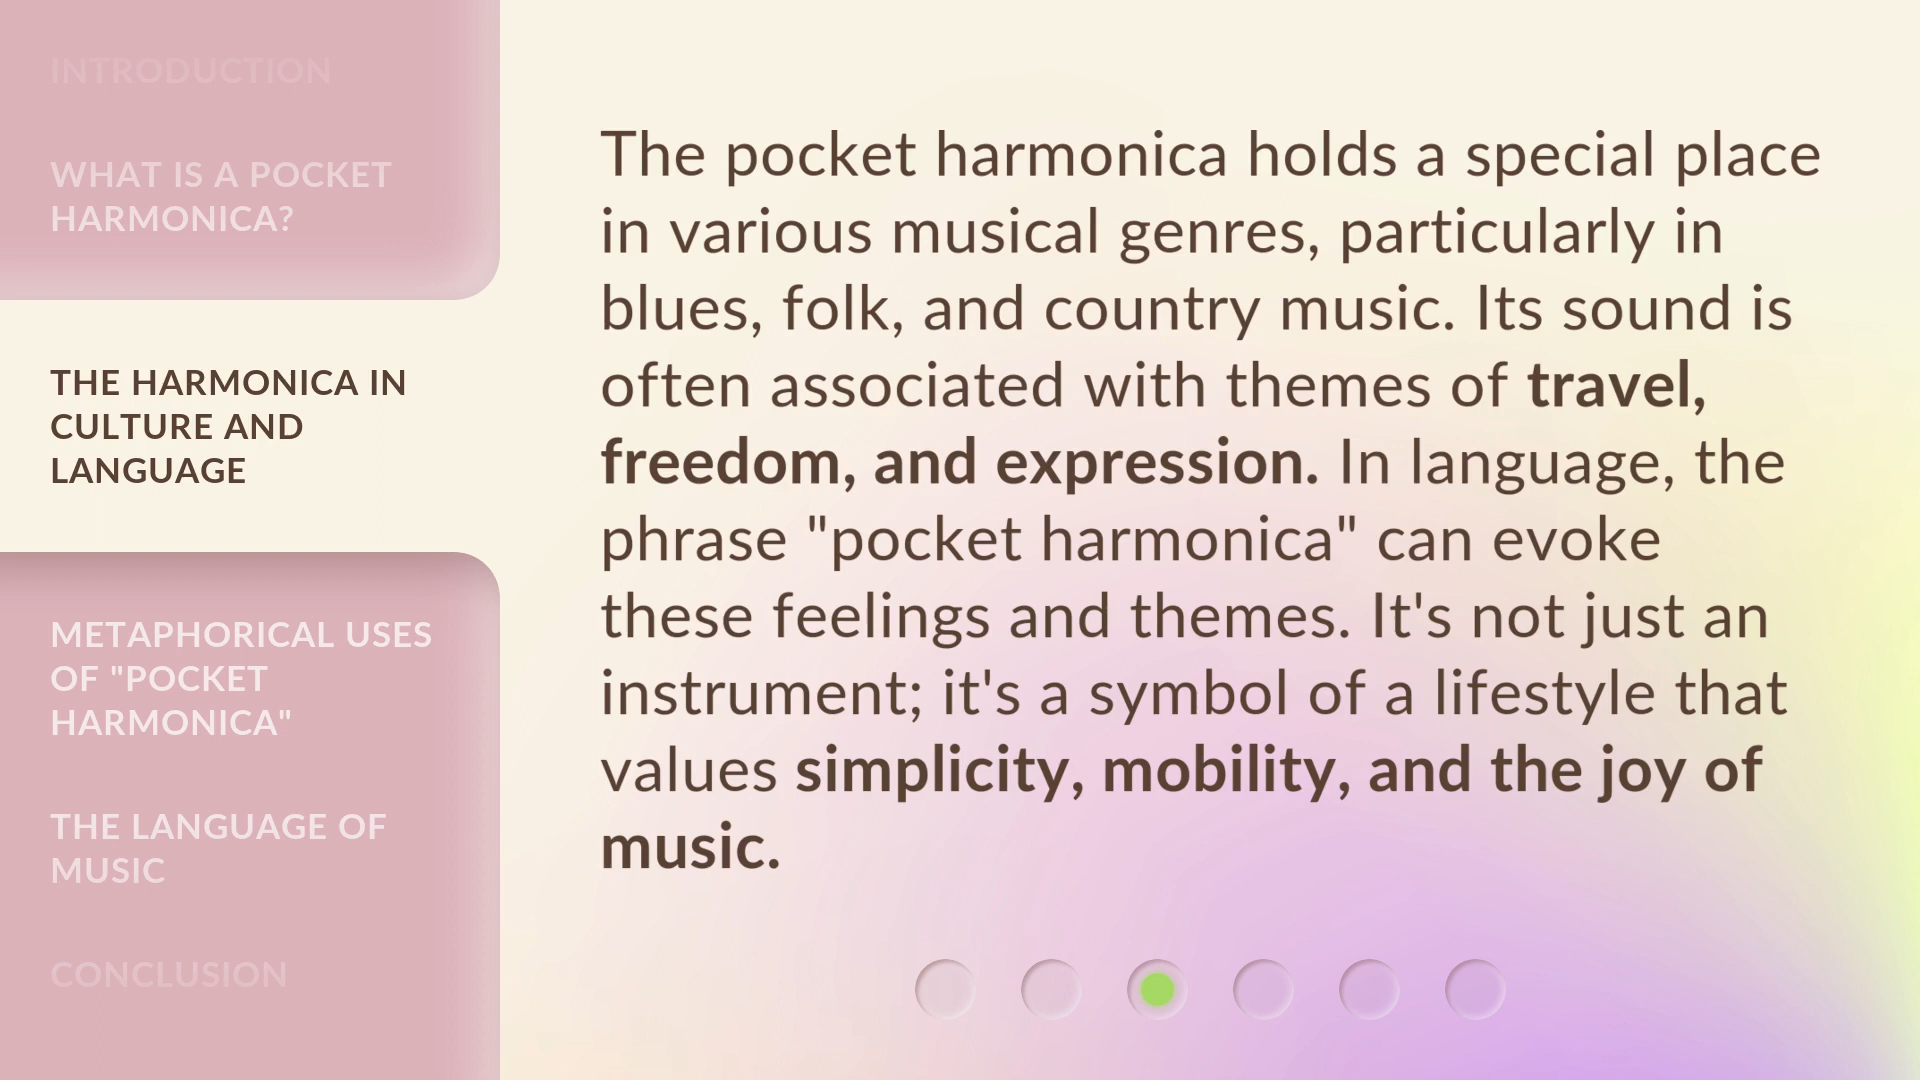 INTRODUCTION
WHAT IS A POCKET
HARMONICA?
THE HARMONICA IN
CULTURE AND
LANGUAGE
METAPHORICAL USES
OF "POCKET
HARMONICA"
THE LANGUAGE OF
MUSIC
CONCLUSION
The pocket harmonica holds a special place
in various musical genres, particularly in
blues, folk, and country music. Its sound is
often associated with themes of travel,
freedom, and expression. In language, the
phrase "pocket harmonica" can evoke
these feelings and themes. It's not just an
instrument; it's a symbol of a lifestyle that
values simplicity, mobility, and the joy of
music.